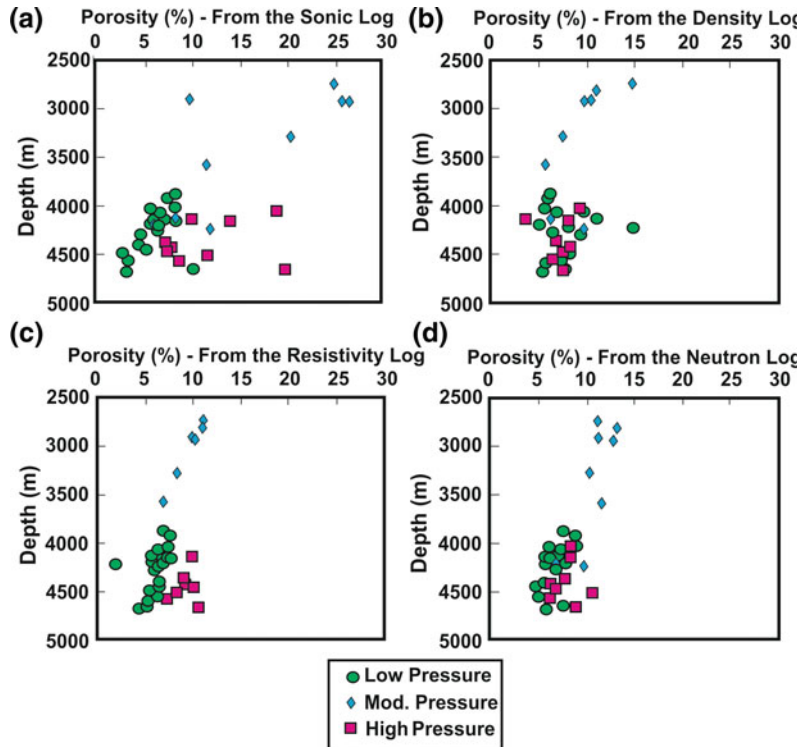 (a) Porosity (%) - From the Sonic Log
0 5 10 15 20 25 30
2500
3000
3500
4000
4500
5000
Depth (m)
(b) Porosity (%) - From the Density Log
0 5 10 15 20 25 30
2500
3000
3500
4000
4500
5000
Depth (m)
(c) Porosity (%) - From the Resistivity Log
0 5 10 15 20 25 30
2500
3000
3500
4000
4500
5000
Depth (m)
(d) Porosity (%) - From the Neutron Log
0 5 10 15 20 25 30
2500
3000
3500
4000
4500
5000
Depth (m)
Low Pressure
Mod. Pressure
High Pressure